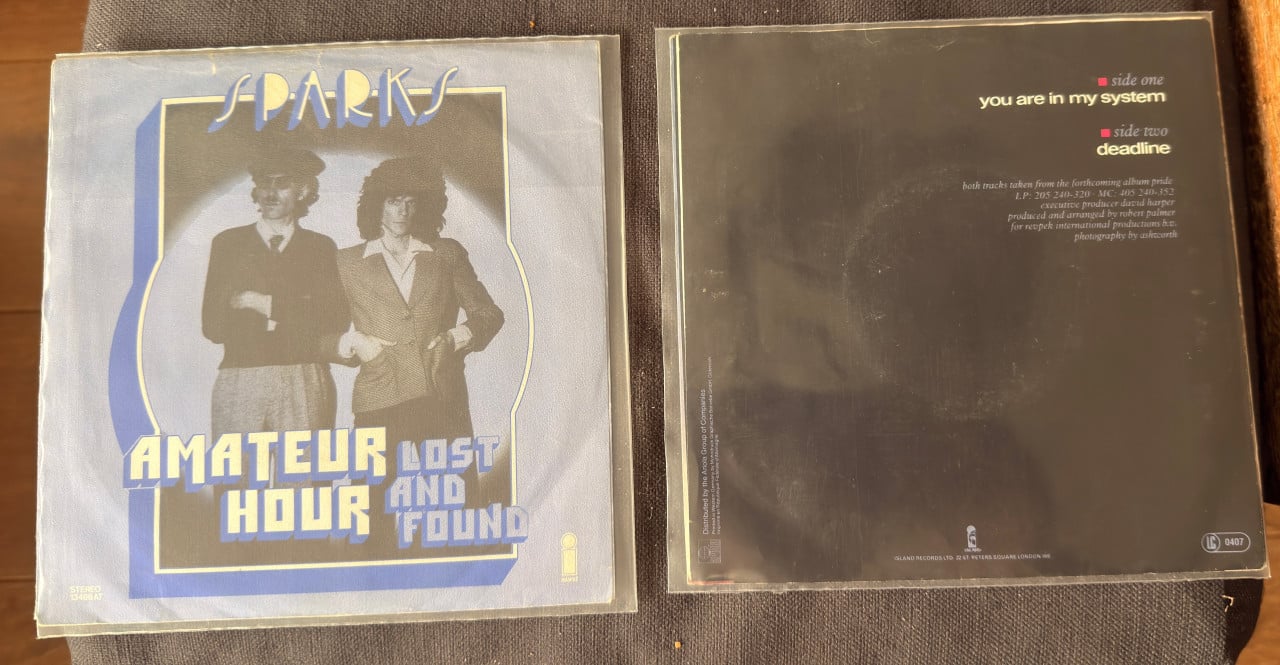 SPARKS
AMATEUR
HOUR
LOST
AND
FOUND
STEREO
ISLAND
side one
you are in my system
side two
deadline
both tracks taken from the forthcoming album pride
LP: 205 240-320 · MC: 405 240-352
executive producer david harper
produced and arranged by robert palmer
for revpek international productions b.v.
photography by ashworth
Distributed by the Ariola Group of Companies
ISLAND
ISLAND RECORDS LTD. 22 ST. PETERS SQUARE LONDON W6
LC 0407